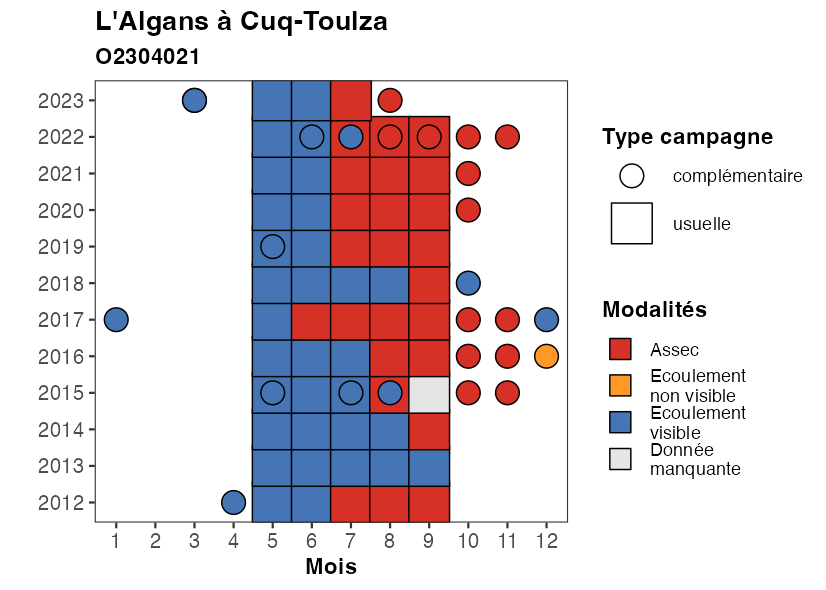 L'Algans à Cuq-Toulza
O2304021
2023
2022
2021
2020
2019
2018
2017
2016
2015
2014
2013
2012
1 2 3 4 5 6 7 8 9 10 11 12
Mois
Type campagne
complémentaire
usuelle
Modalités
Assec
Ecoulement
non visible
Ecoulement
visible
Donnée
manquante